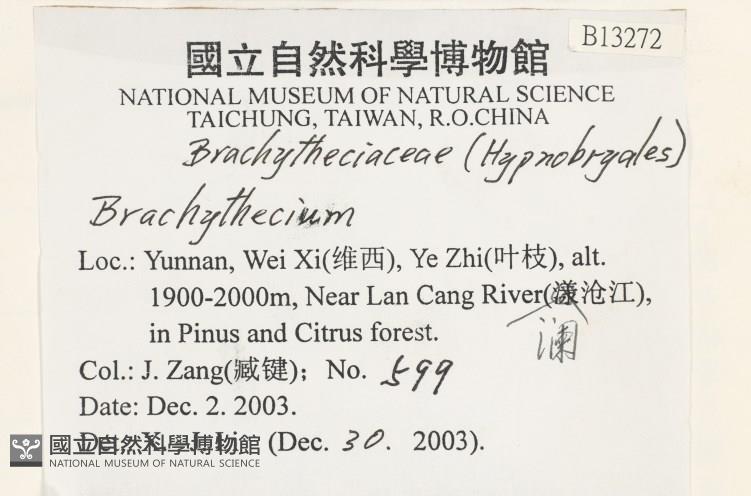 B13272
國立自然科學博物館
NATIONAL MUSEUM OF NATURAL SCIENCE
TAICHUNG, TAIWAN, R.O.CHINA
Brachytheciaceae (Hypnobryales)
Brachythecium
Loc.: Yunnan, Wei Xi(维西), Ye Zhi(叶枝), alt.
1900-2000m, Near Lan Cang River(沧江),
澜
in Pinus and Citrus forest.
Col.: J. Zang(臧键); No. 599
Date: Dec. 2. 2003.
(Dec. 30. 2003).
國立自然科學博物館
NATIONAL MUSEUM OF NATURAL SCIENCE